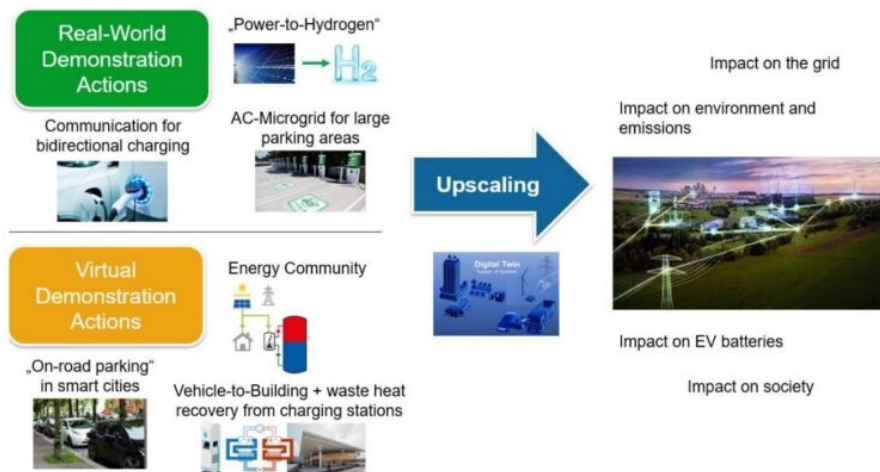 Real-World
Demonstration
Actions
„Power-to-Hydrogen“
H2
Communication for
bidirectional charging
AC-Microgrid for large
parking areas
Virtual
Demonstration
Actions
Energy Community
„On-road parking“
in smart cities
Vehicle-to-Building + waste heat
recovery from charging stations
Upscaling
Digital Twin
System of Systems
Impact on the grid
Impact on environment and
emissions
Impact on EV batteries
Impact on society